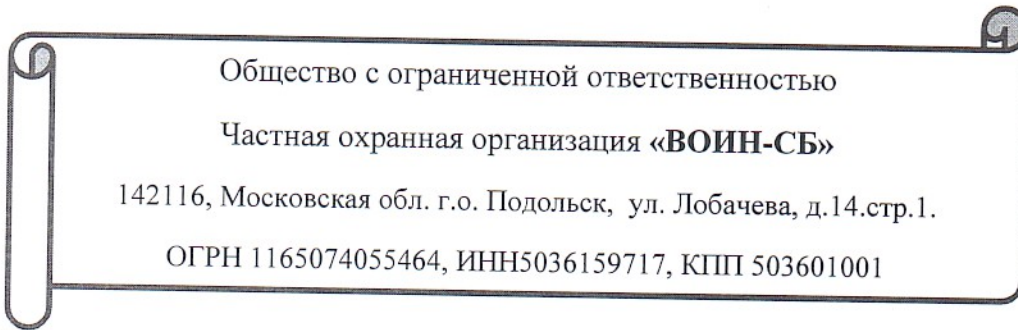 Общество с ограниченной ответственностью
Частная охранная организация «ВОИН-СБ»
142116, Московская обл. г.о. Подольск, ул. Лобачева, д.14.стр.1.
ОГРН 1165074055464, ИНН5036159717, КПП 503601001